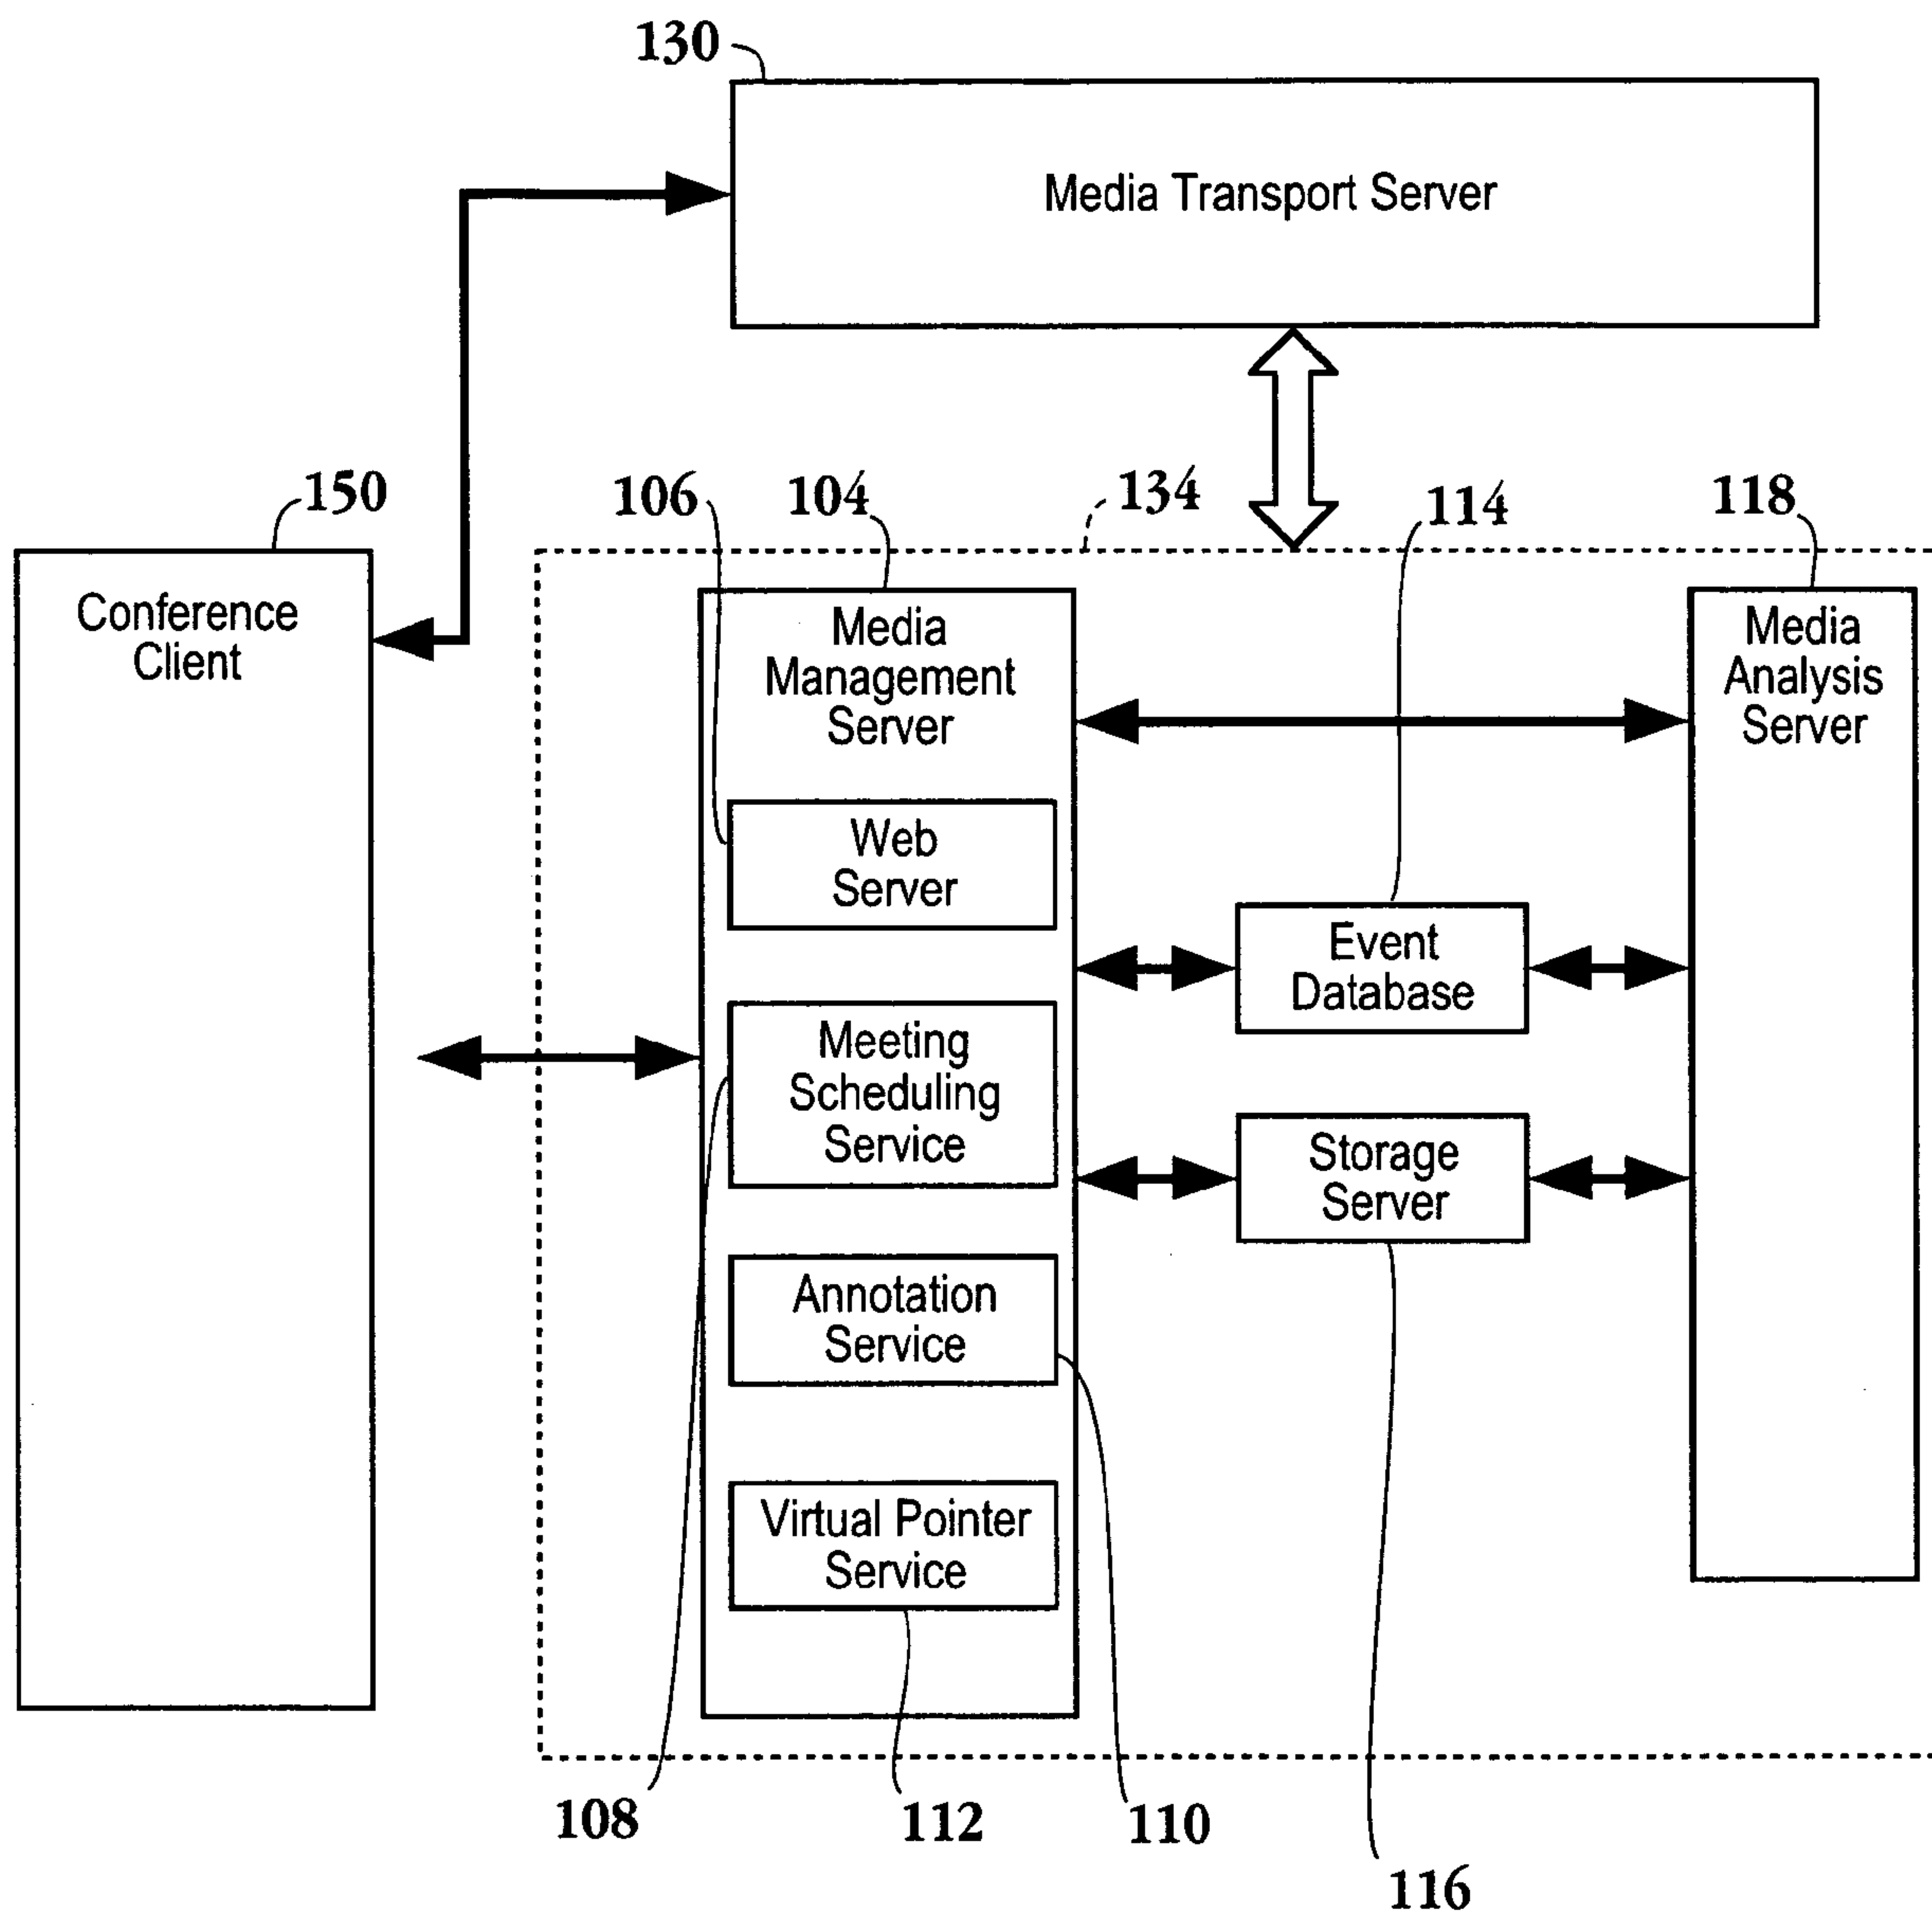 130
Media Transport Server
150
106
104
134
114
118
Conference
Client
Media
Management
Server
Media
Analysis
Server
Web
Server
Event
Database
Meeting
Scheduling
Service
Storage
Server
Annotation
Service
Virtual Pointer
Service
108
112
110
116